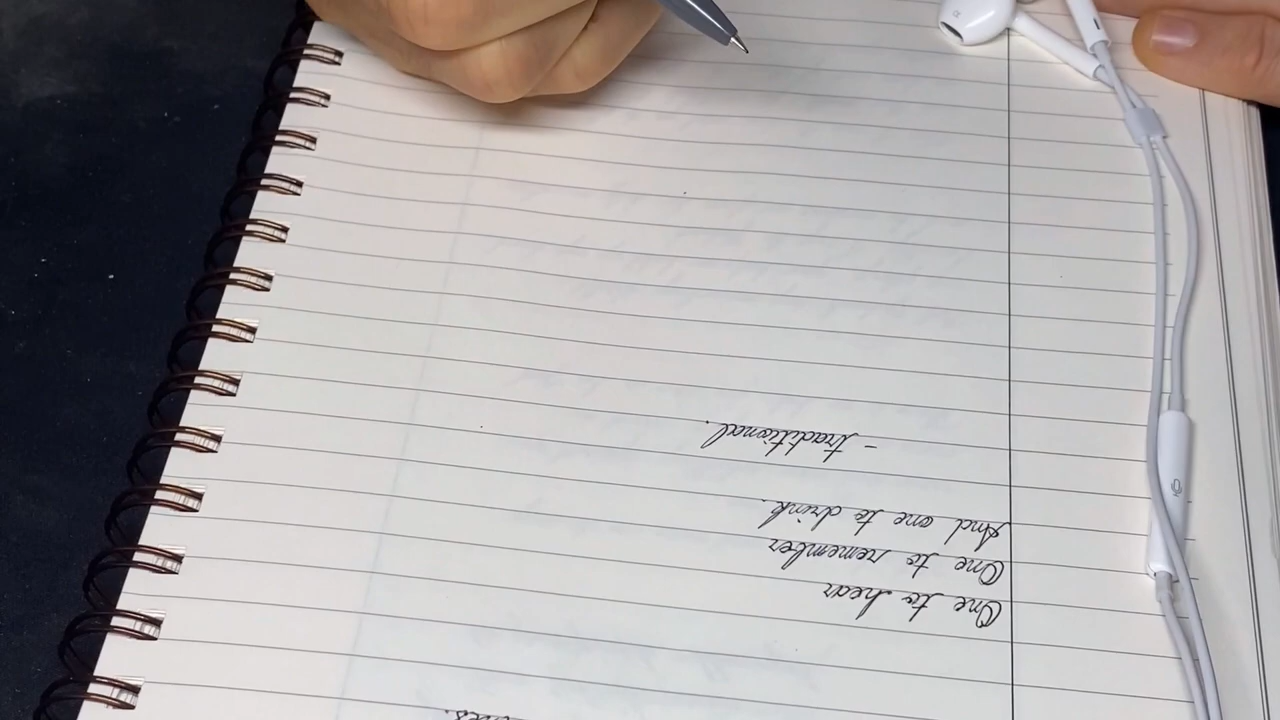 One to hear
One to remember
And one to drink.
- traditional.